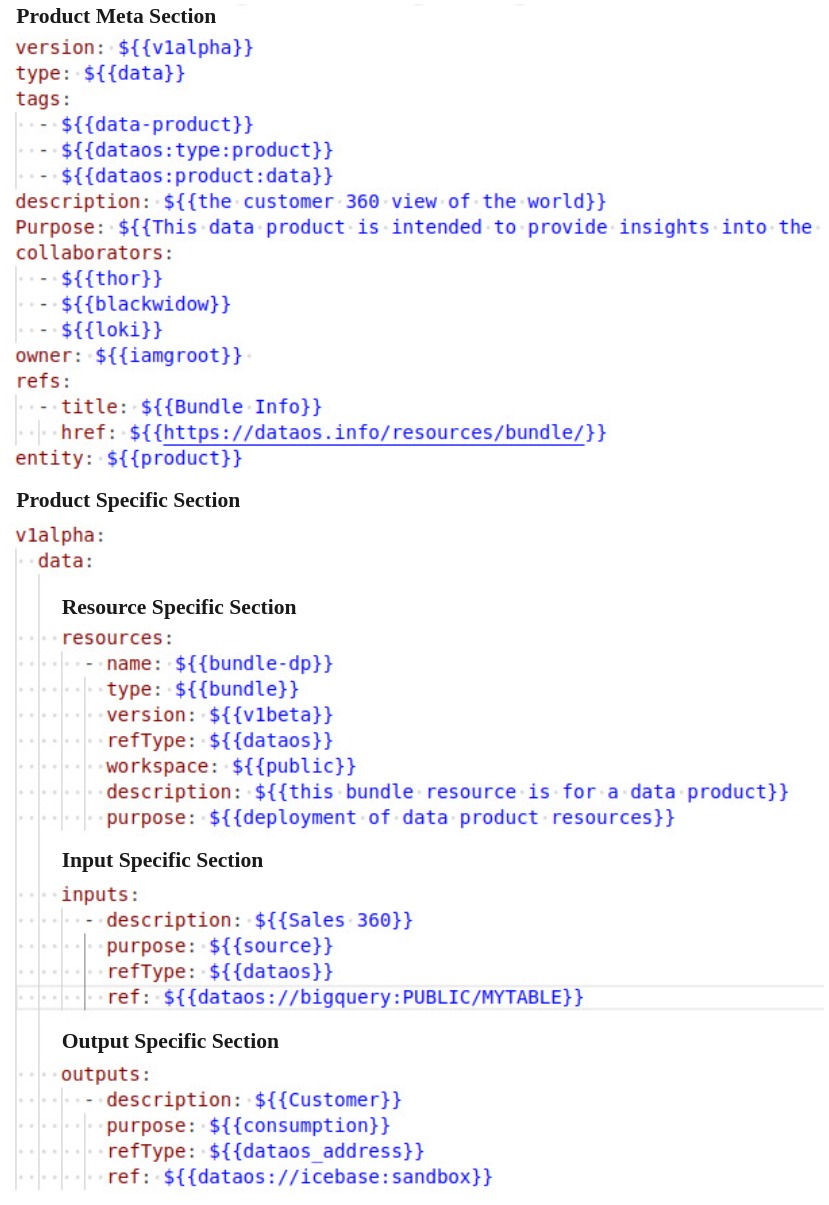 Product Meta Section
version: ${{v1alpha}}
type: ${{data}}
tags:
  - ${{data-product}}
  - ${{dataos:type:product}}
  - ${{dataos:product:data}}
description: ${{the customer 360 view of the world}}
Purpose: ${{This data product is intended to provide insights into the
collaborators:
  - ${{thor}}
  - ${{blackwidow}}
  - ${{loki}}
owner: ${{iamgroot}}
refs:
  - title: ${{Bundle Info}}
    href: ${{https://dataos.info/resources/bundle/}}
entity: ${{product}}
Product Specific Section
v1alpha:
  data:
Resource Specific Section
    resources:
      - name: ${{bundle-dp}}
        type: ${{bundle}}
        version: ${{v1beta}}
        refType: ${{dataos}}
        workspace: ${{public}}
        description: ${{this bundle resource is for a data product}}
        purpose: ${{deployment of data product resources}}
Input Specific Section
    inputs:
      - description: ${{Sales 360}}
        purpose: ${{source}}
        refType: ${{dataos}}
        ref: ${{dataos://bigquery:PUBLIC/MYTABLE}}
Output Specific Section
    outputs:
      - description: ${{Customer}}
        purpose: ${{consumption}}
        refType: ${{dataos_address}}
        ref: ${{dataos://icebase:sandbox}}